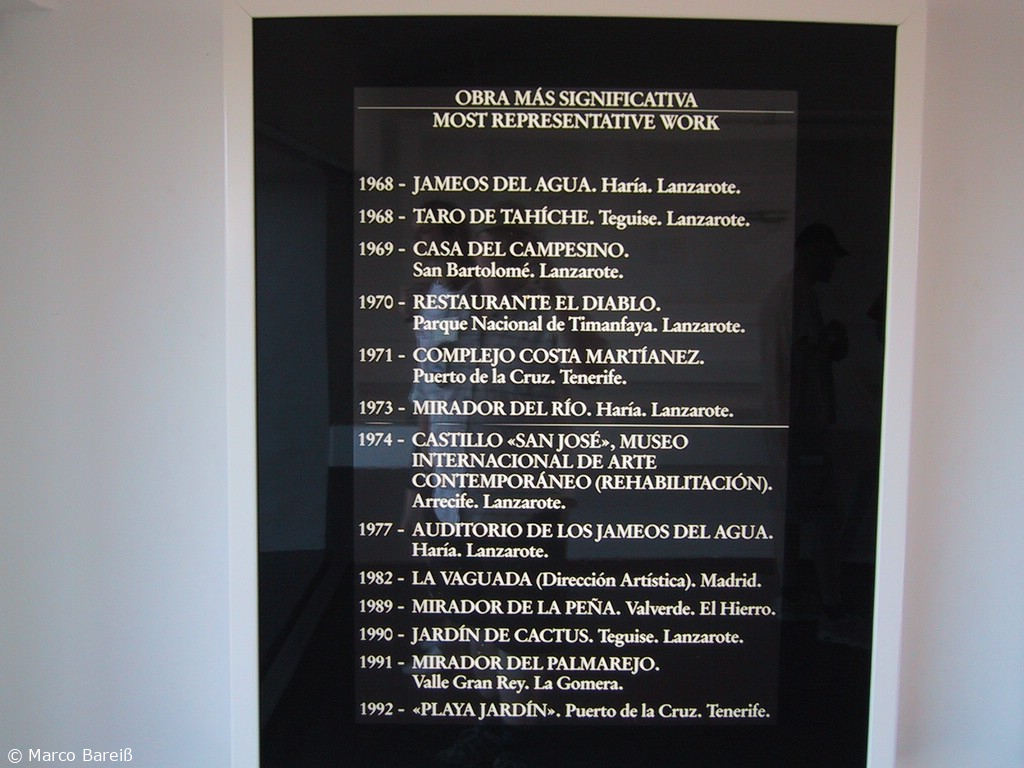 OBRA MÁS SIGNIFICATIVA
MOST REPRESENTATIVE WORK
1968 - JAMEOS DEL AGUA. Haría. Lanzarote.
1968 - TARO DE TAHÍCHE. Teguise. Lanzarote.
1969 - CASA DEL CAMPESINO.
San Bartolomé. Lanzarote.
1970 - RESTAURANTE EL DIABLO.
Parque Nacional de Timanfaya. Lanzarote.
1971 - COMPLEJO COSTA MARTÍANEZ.
Puerto de la Cruz. Tenerife.
1973 - MIRADOR DEL RÍO. Haría. Lanzarote.
1974 - CASTILLO «SAN JOSÉ», MUSEO
INTERNACIONAL DE ARTE
CONTEMPORÁNEO (REHABILITACIÓN).
Arrecife. Lanzarote.
1977 - AUDITORIO DE LOS JAMEOS DEL AGUA.
Haría. Lanzarote.
1982 - LA VAGUADA (Dirección Artística). Madrid.
1989 - MIRADOR DE LA PEÑA. Valverde. El Hierro.
1990 - JARDÍN DE CACTUS. Teguise. Lanzarote.
1991 - MIRADOR DEL PALMAREJO.
Valle Gran Rey. La Gomera.
1992 - «PLAYA JARDÍN». Puerto de la Cruz. Tenerife.
© Marco Bareiß